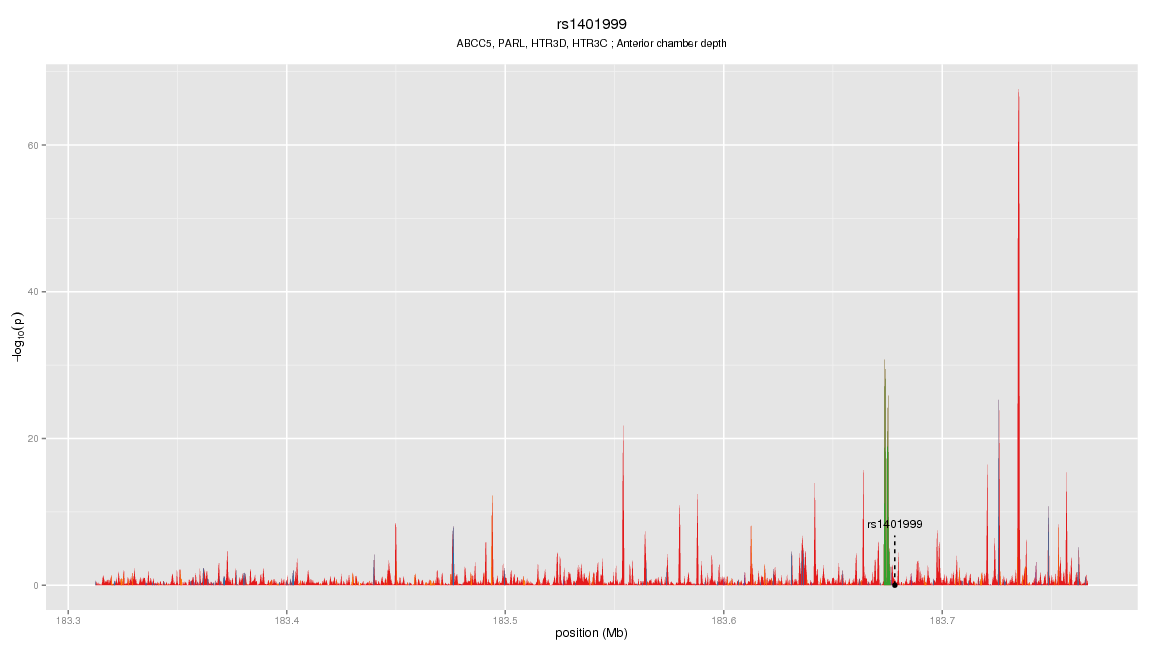 rs1401999
ABCC5, PARL, HTR3D, HTR3C ; Anterior chamber depth
60
40
20
0
−log10(p)
rs1401999
183.3 183.4 183.5 183.6 183.7
position (Mb)